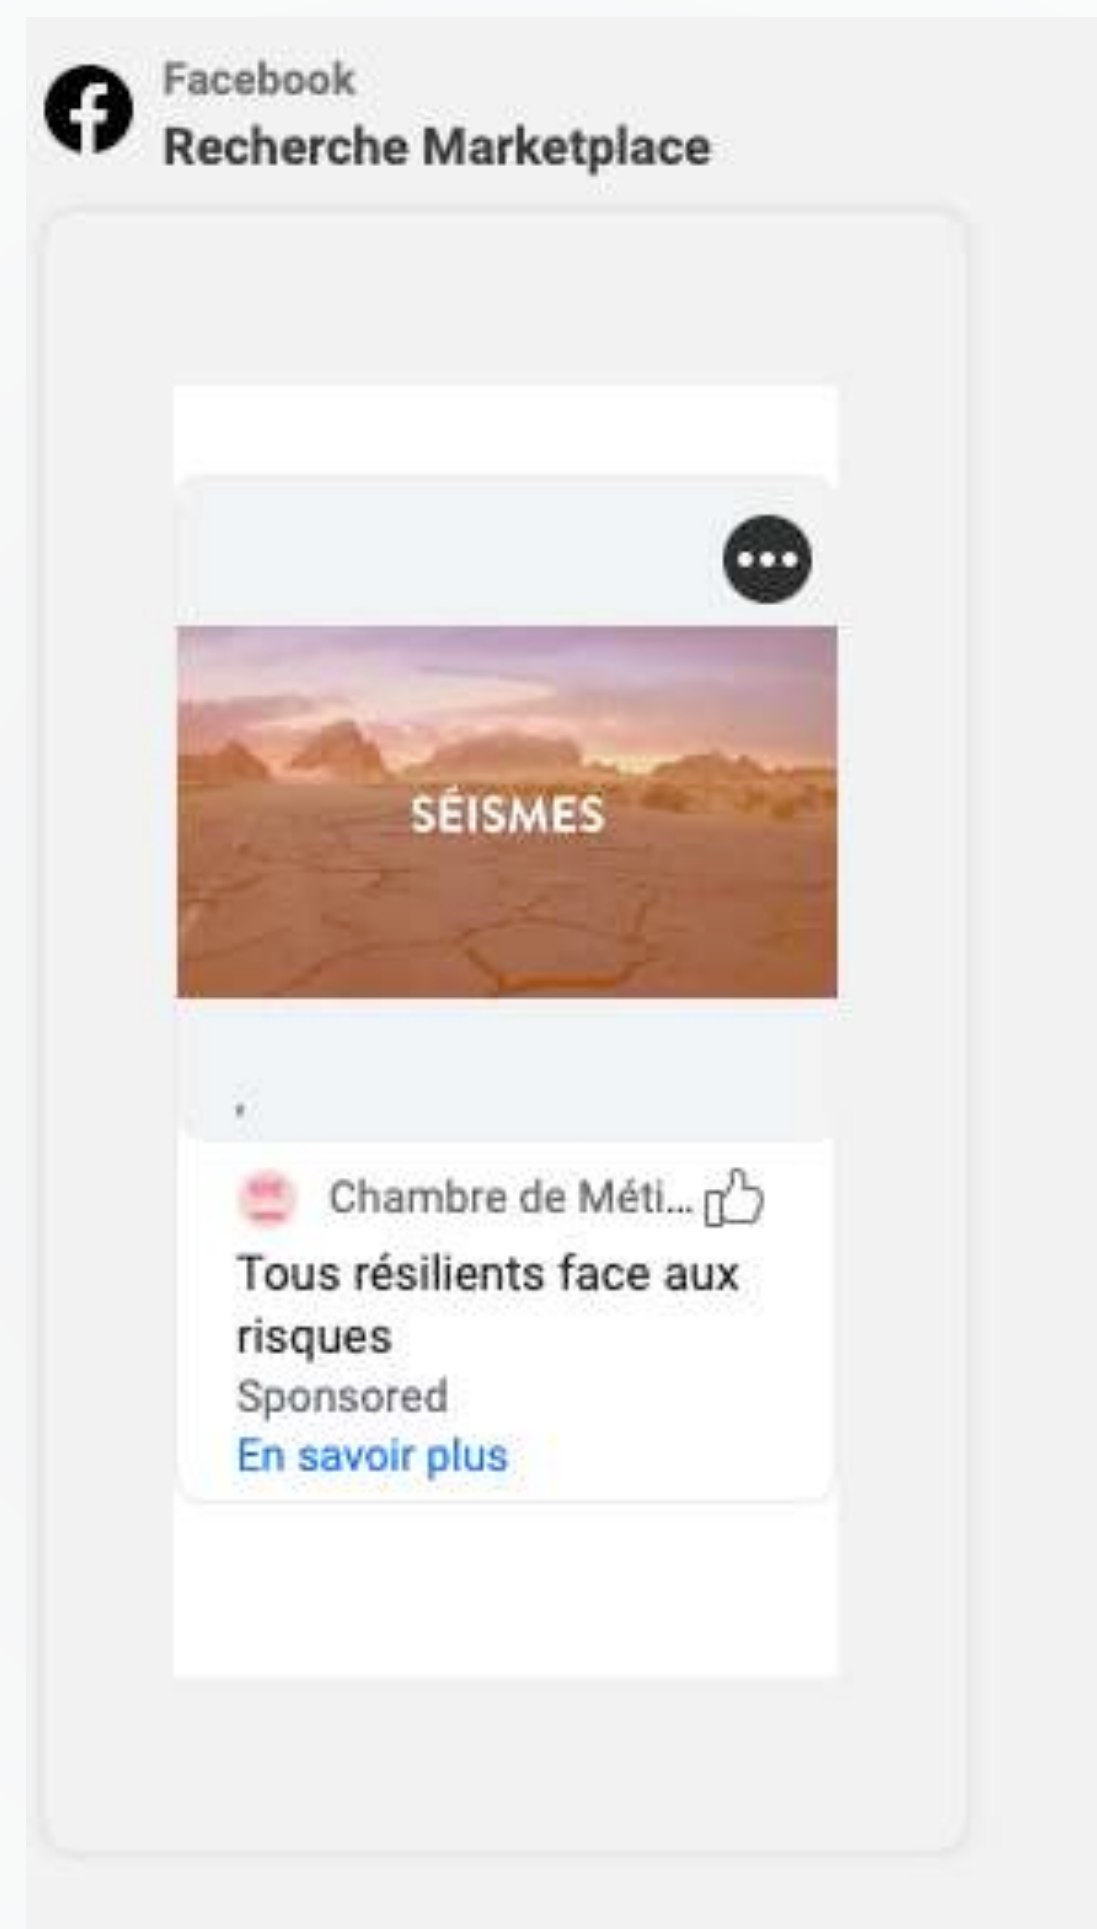 Facebook
Recherche Marketplace
SÉISMES
,
Chambre de Méti...
Tous résilients face aux
risques
Sponsored
En savoir plus